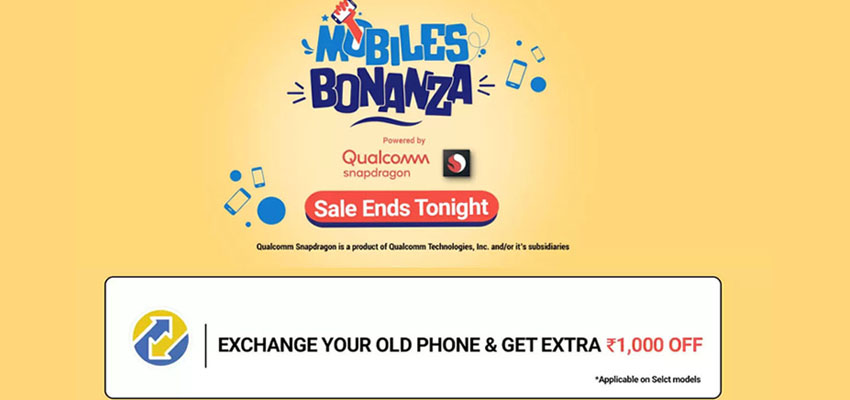 MOBILES
BONANZA
Powered by
Qualcomm
snapdragon
Sale Ends Tonight
Qualcomm Snapdragon is a product of Qualcomm Technologies, Inc. and/or it's subsidiaries
EXCHANGE YOUR OLD PHONE & GET EXTRA ₹1,000 OFF
*Applicable on Selct models